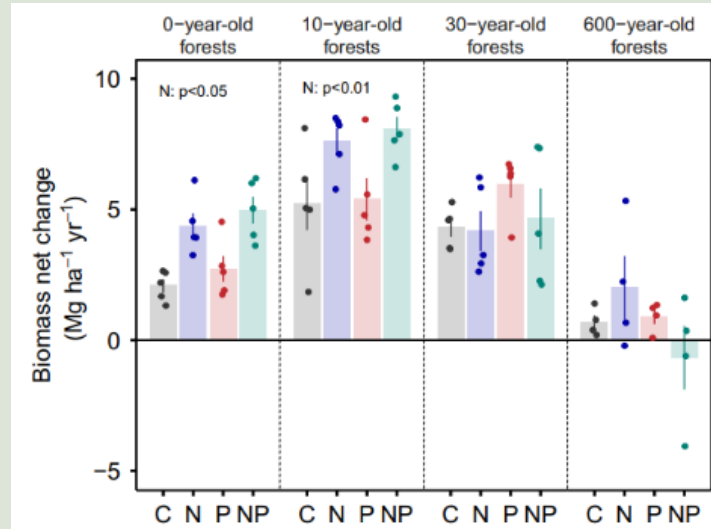 0−year−old 10−year−old 30−year−old 600−year−old
forests forests forests forests
10
N: p<0.05 N: p<0.01
5
0
−5
Biomass net change
(Mg ha⁻¹ yr⁻¹)
C N P NP C N P NP C N P NP C N P NP